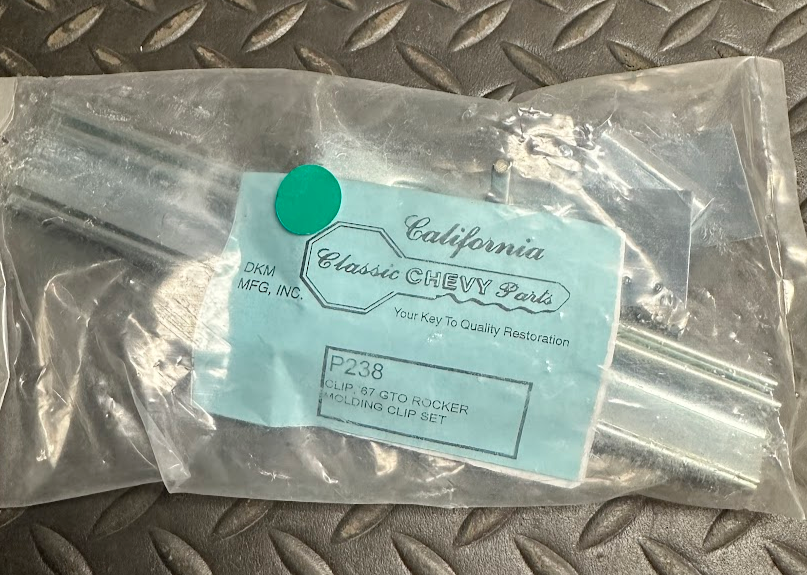 California
Classic CHEVY Parts
DKM
MFG, INC.
Your Key To Quality Restoration
P238
CLIP, '67 GTO ROCKER
MOLDING CLIP SET